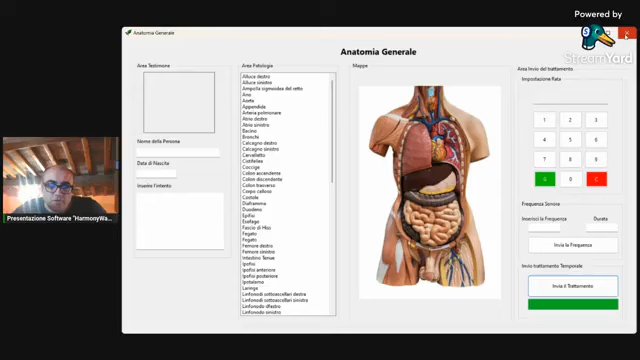 Powered by
StreamYard
Anatomia Generale
Anatomia Generale
Area Testimone
Nome della Persona
Data di Nascita
Inserire l'intento
Area Patologia
Alluce destro
Alluce sinistro
Ampolla sigmoidea del retto
Ano
Aorta
Appendide
Arteria polmonare
Atrio destro
Atrio sinistro
Bacino
Bronchi
Calcagno destro
Calcagno sinistro
Cervelletto
Cistifellea
Coccige
Colon ascendente
Colon discendente
Colon trasverso
Corpo calloso
Costole
Diaframma
Duodeno
Epifisi
Esofago
Fascio di Hiss
Fegato
Fegato
Femore destro
Femore sinistro
Intestino Tenue
Ipofisi
Ipofisi anteriore
Ipofisi posteriore
Ipotalamo
Laringe
Linfonodi sottoascellari destra
Linfonodi sottoascellari sinistra
Linfonodo destro
Linfonodo sinistro
Mappe
Area Invio del trattamento
Impostazione Rata
1 2 3
4 5 6
7 8 9
G 0 C
Frequenza Sonora
Inserisci la Frequenza Durata
Invia la Frequenza
Invio trattamento Temporale
Invia il Trattamento
Presentazione Software "HarmonyWa